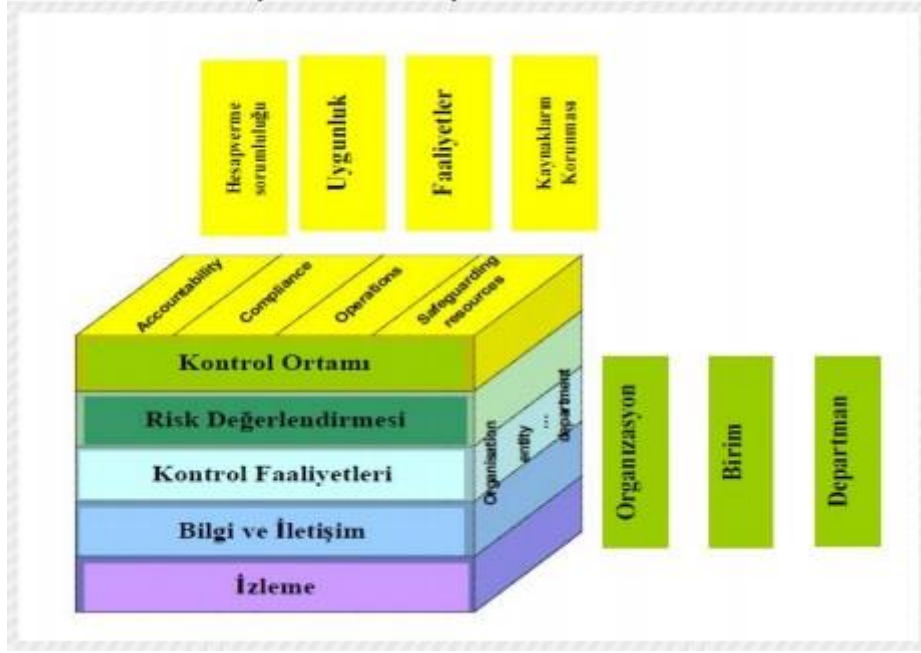 Hesapverme
sorumluluğu
Uygunluk
Faaliyetler
Kaynakların
Korunması
Accountability
Compliance
Operations
Safeguarding
resources
Kontrol Ortamı
Risk Değerlendirmesi
Kontrol Faaliyetleri
Bilgi ve İletişim
İzleme
Organisation
entity
...
department
Organizasyon
Birim
Departman